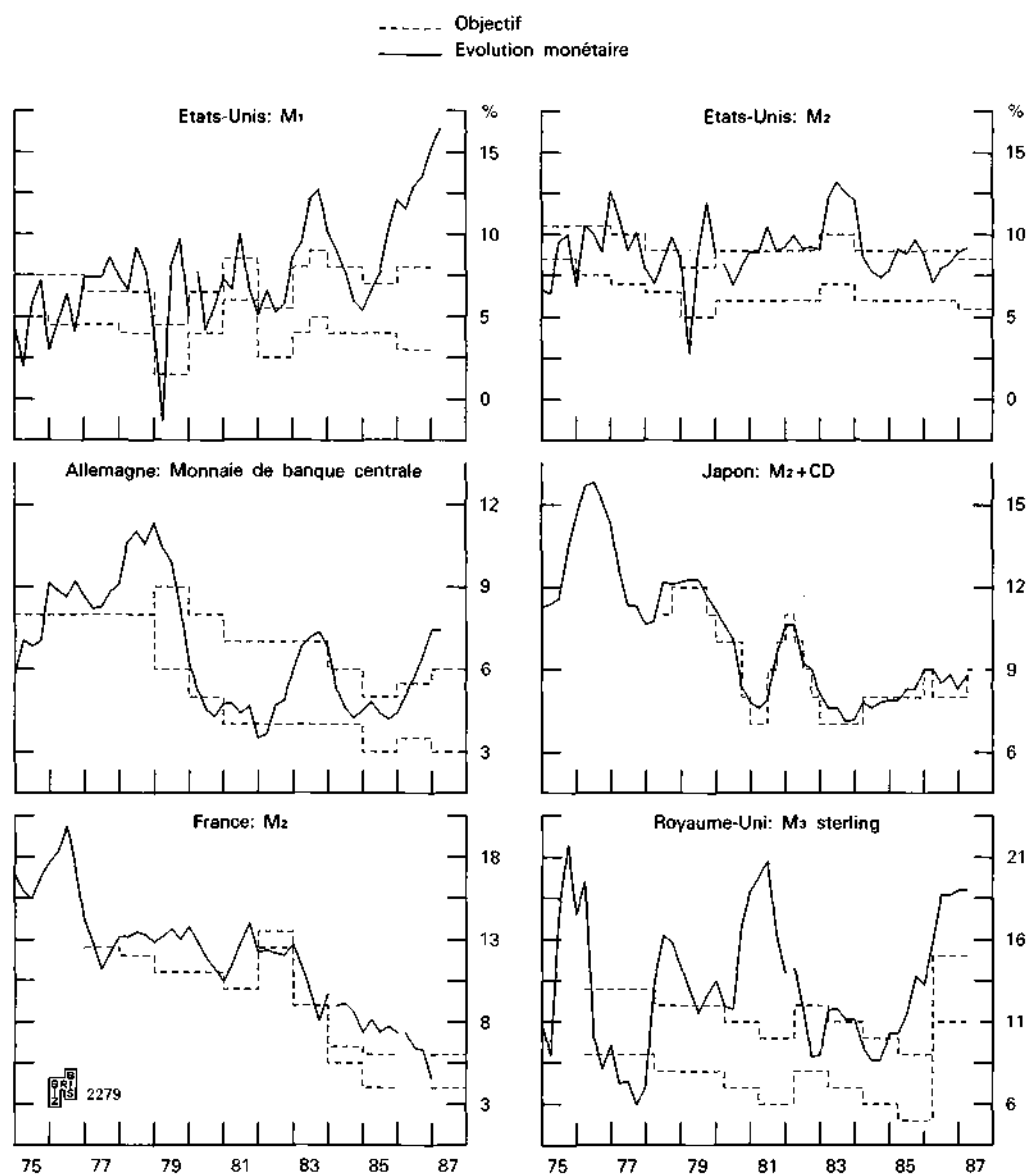 Objectif
Evolution monétaire
Etats-Unis: M1
%
15
10
5
0
Etats-Unis: M2
%
15
10
5
0
Allemagne: Monnaie de banque centrale
12
9
6
3
Japon: M2+CD
15
12
9
6
France: M2
18
13
8
3
2279
Royaume-Uni: M3 sterling
21
16
11
6
75 77 79 81 83 85 87
75 77 79 81 83 85 87